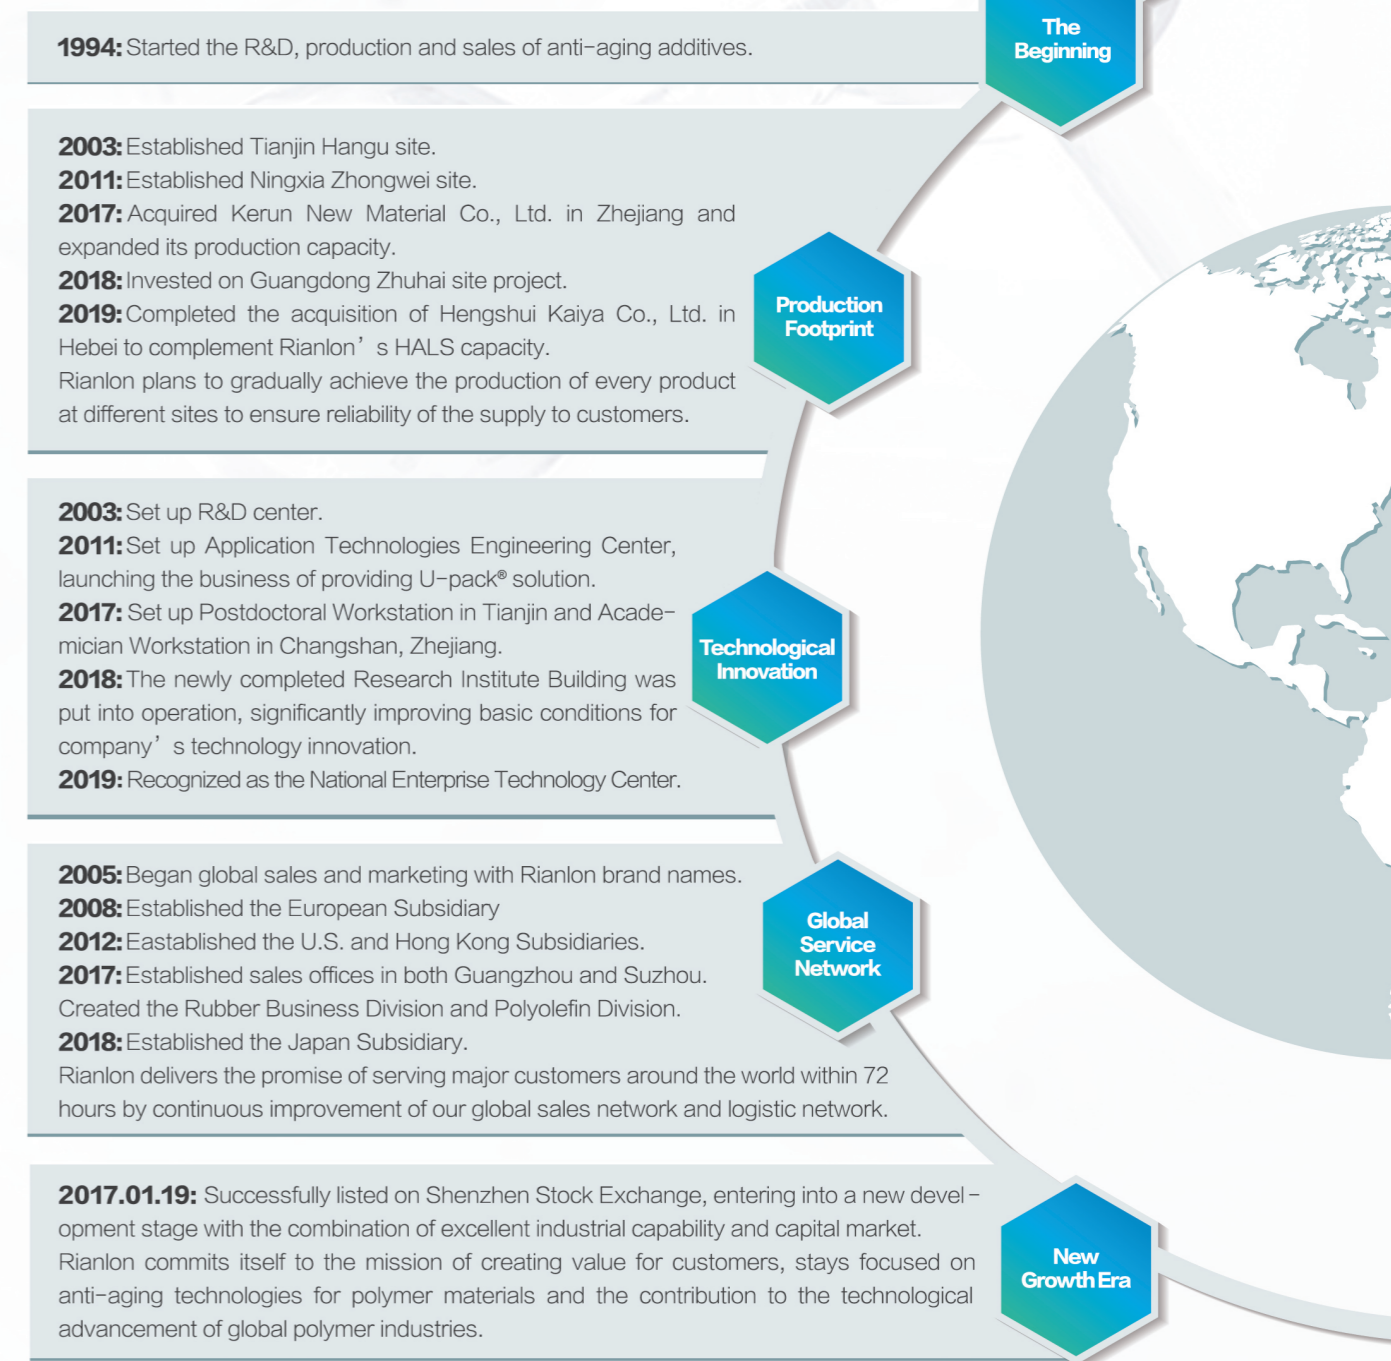 1994: Started the R&D, production and sales of anti-aging additives.
The
Beginning
2003: Established Tianjin Hangu site.
2011: Established Ningxia Zhongwei site.
2017: Acquired Kerun New Material Co., Ltd. in Zhejiang and
expanded its production capacity.
2018: Invested on Guangdong Zhuhai site project.
2019: Completed the acquisition of Hengshui Kaiya Co., Ltd. in
Hebei to complement Rianlon’ s HALS capacity.
Rianlon plans to gradually achieve the production of every product
at different sites to ensure reliability of the supply to customers.
Production
Footprint
2003: Set up R&D center.
2011: Set up Application Technologies Engineering Center,
launching the business of providing U-pack® solution.
2017: Set up Postdoctoral Workstation in Tianjin and Acade-
mician Workstation in Changshan, Zhejiang.
2018: The newly completed Research Institute Building was
put into operation, significantly improving basic conditions for
company’ s technology innovation.
2019: Recognized as the National Enterprise Technology Center.
Technological
Innovation
2005: Began global sales and marketing with Rianlon brand names.
2008: Established the European Subsidiary
2012: Eastablished the U.S. and Hong Kong Subsidiaries.
2017: Established sales offices in both Guangzhou and Suzhou.
Created the Rubber Business Division and Polyolefin Division.
2018: Established the Japan Subsidiary.
Rianlon delivers the promise of serving major customers around the world within 72
hours by continuous improvement of our global sales network and logistic network.
Global
Service
Network
2017.01.19: Successfully listed on Shenzhen Stock Exchange, entering into a new devel-
opment stage with the combination of excellent industrial capability and capital market.
Rianlon commits itself to the mission of creating value for customers, stays focused on
anti-aging technologies for polymer materials and the contribution to the technological
advancement of global polymer industries.
New
Growth Era